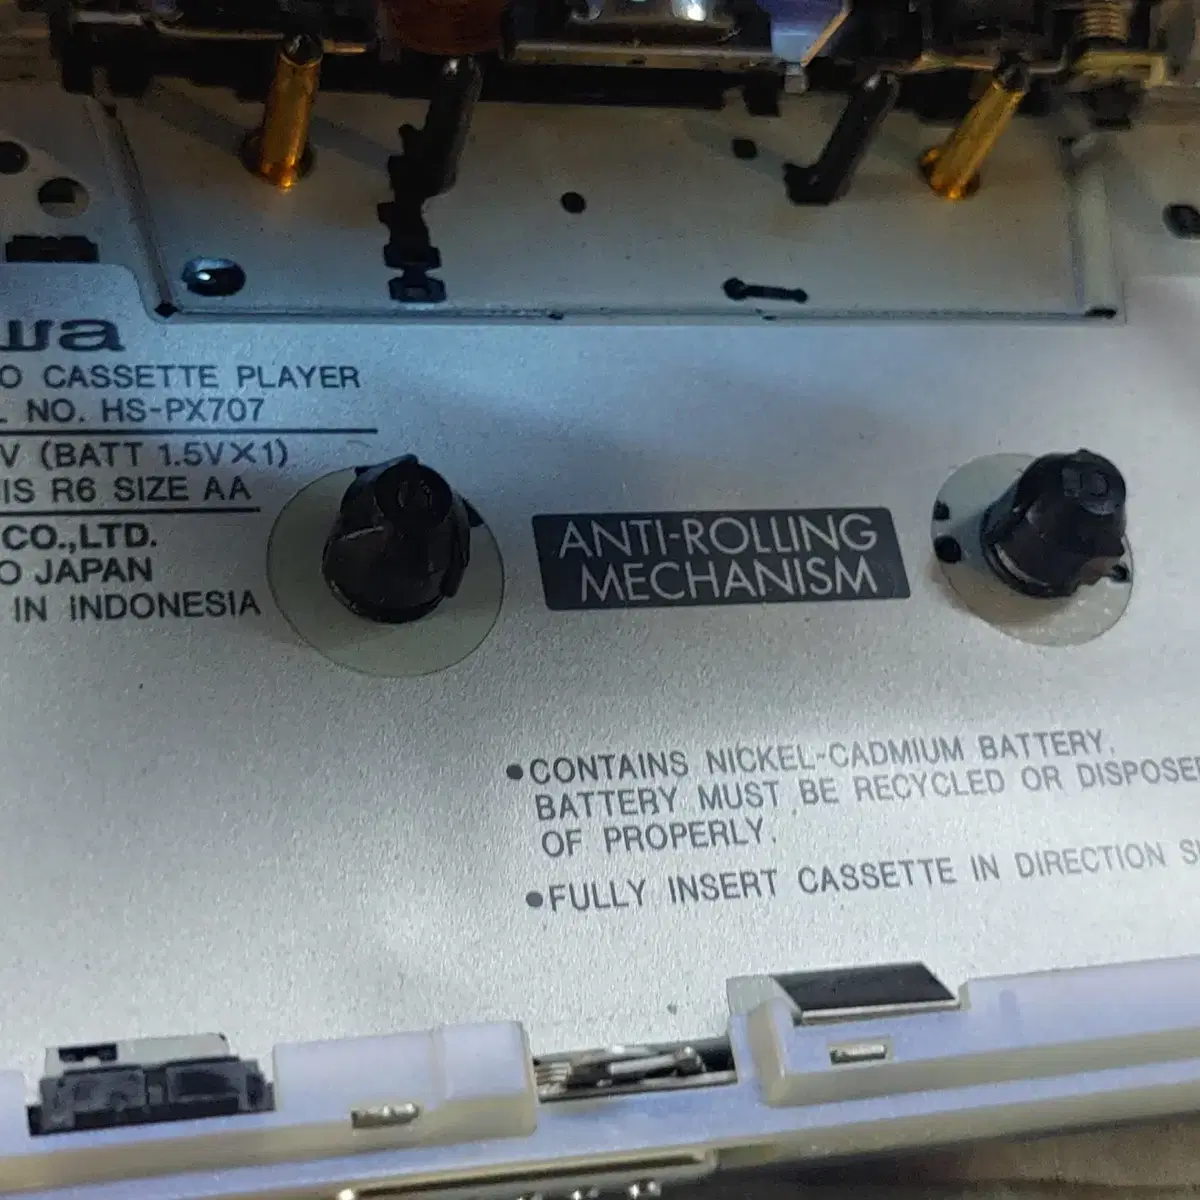 wa
O CASSETTE PLAYER
L NO. HS-PX707
V (BATT 1.5V×1)
IS R6 SIZE AA
CO.,LTD.
O JAPAN
IN INDONESIA
ANTI-ROLLING
MECHANISM
•CONTAINS NICKEL-CADMIUM BATTERY.
BATTERY MUST BE RECYCLED OR DISPOSE
OF PROPERLY.
•FULLY INSERT CASSETTE IN DIRECTION S